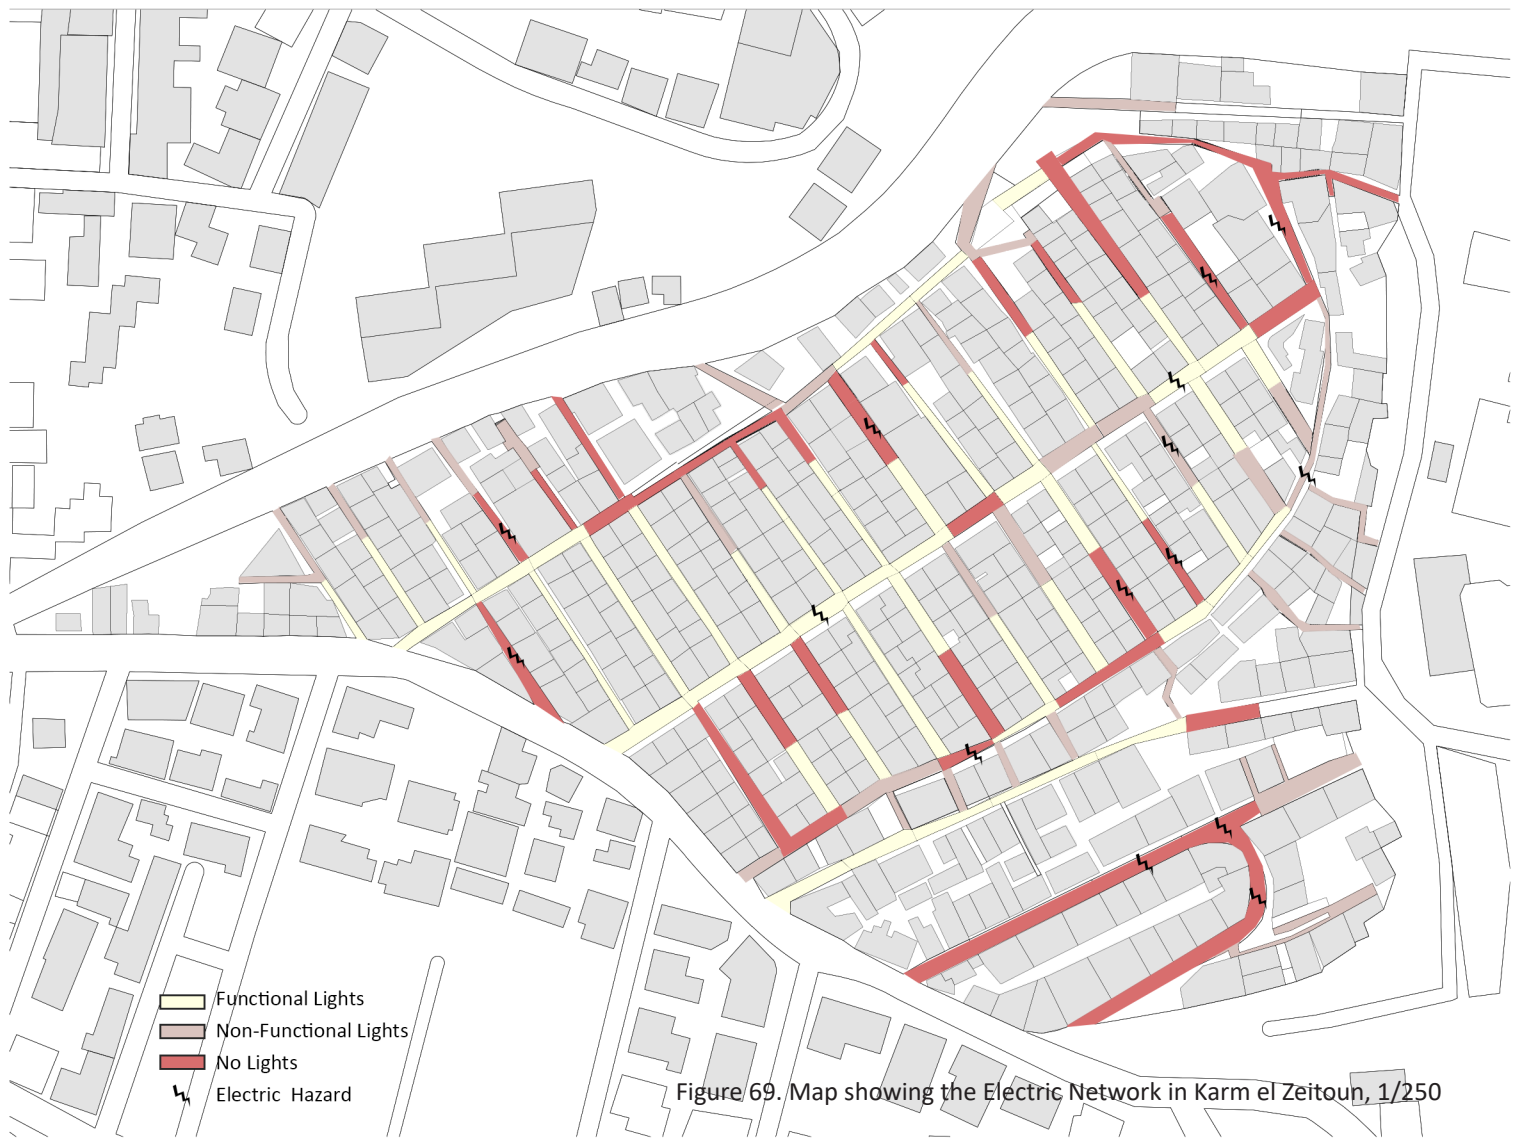 Functional Lights
Non-Functional Lights
No Lights
Electric Hazard
Figure 69. Map showing the Electric Network in Karm el Zeitoun, 1/250